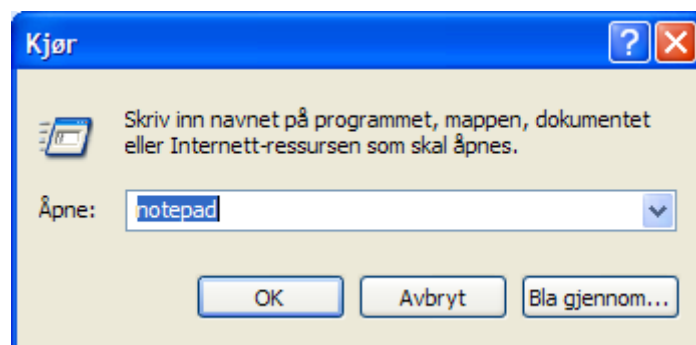 Kjør
Skriv inn navnet på programmet, mappen, dokumentet
eller Internett-ressursen som skal åpnes.
Åpne: notepad
OK Avbryt Bla gjennom...